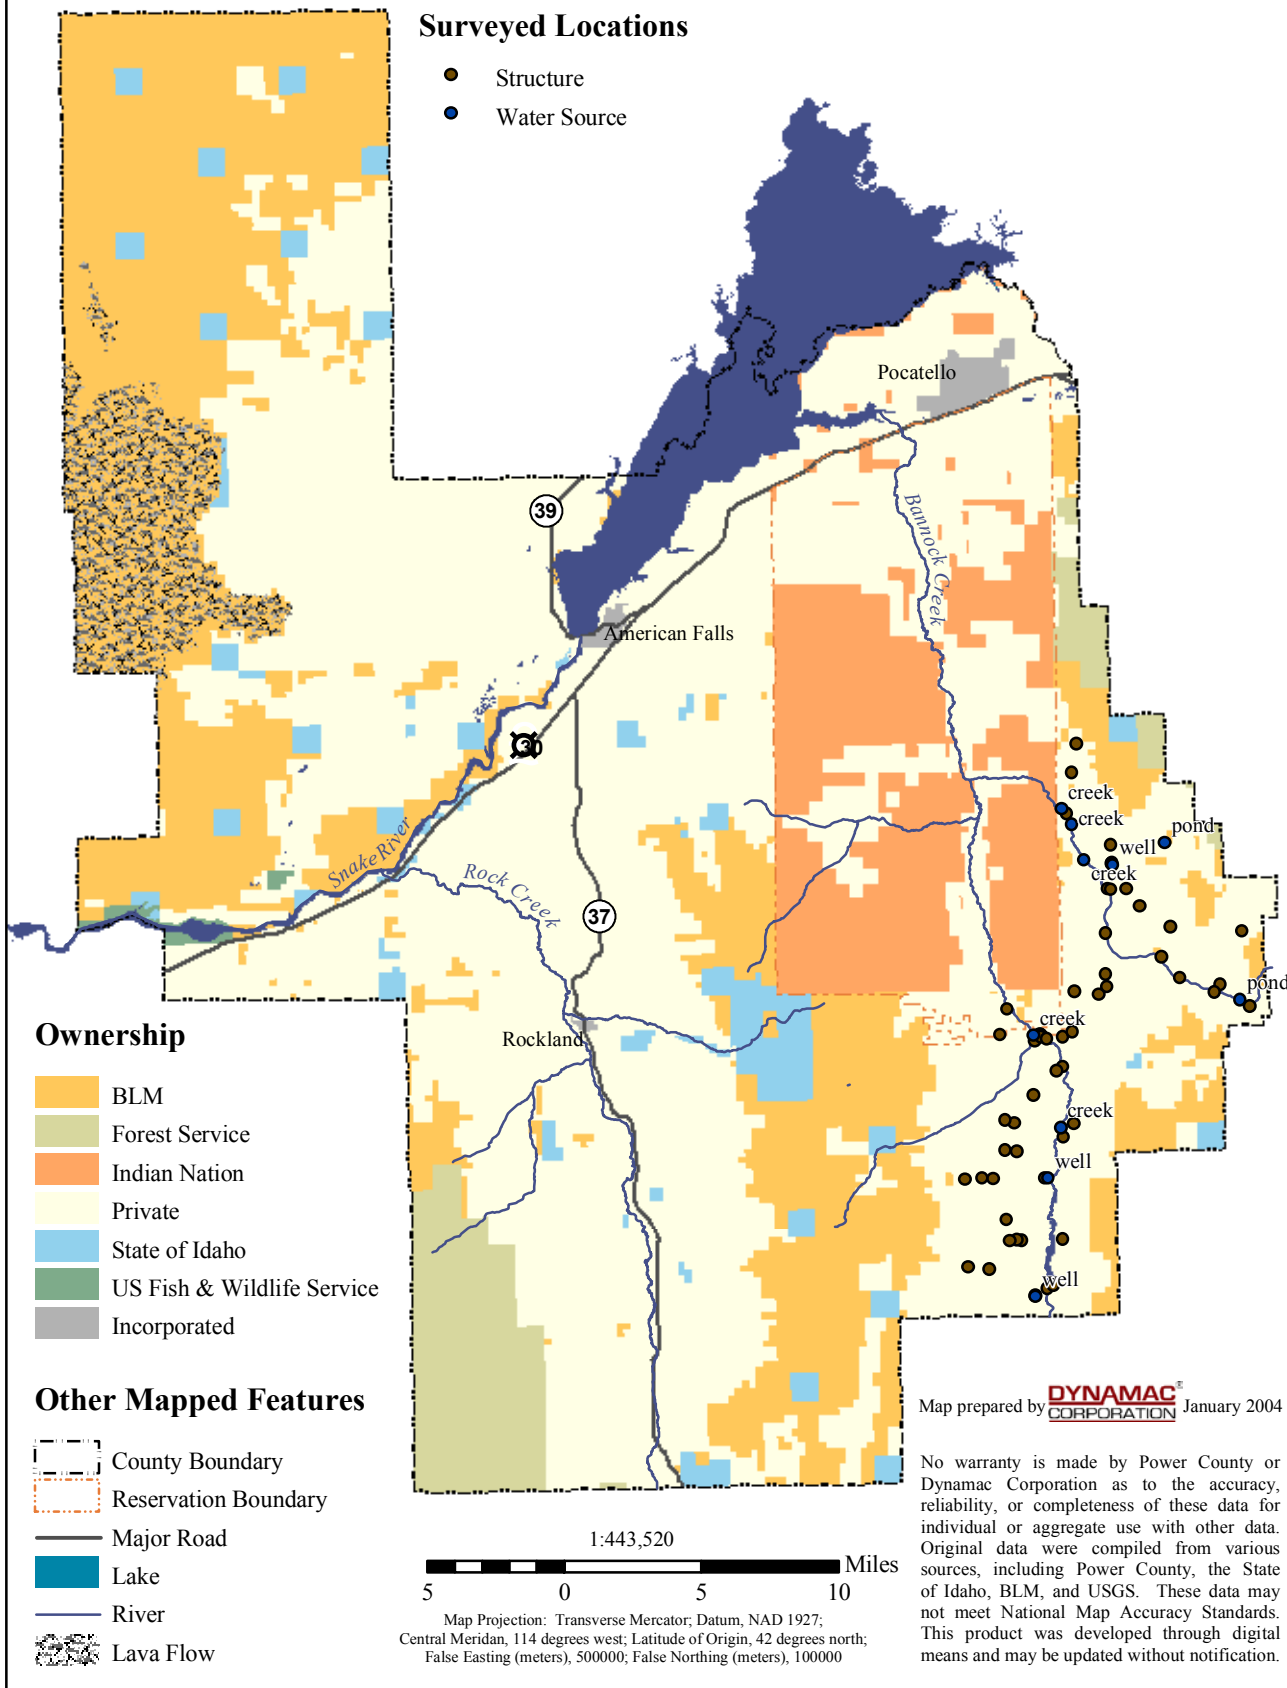 Surveyed Locations
Structure
Water Source
Pocatello
39
Bannock Creek
American Falls
30
creek
creek
pond
well
creek
Snake River
Rock Creek
37
pond
creek
Rockland
creek
well
well
Ownership
BLM
Forest Service
Indian Nation
Private
State of Idaho
US Fish & Wildlife Service
Incorporated
Other Mapped Features
County Boundary
Reservation Boundary
Major Road
Lake
River
Lava Flow
1:443,520
Miles
5 0 5 10
Map Projection: Transverse Mercator; Datum, NAD 1927;
Central Meridian, 114 degrees west; Latitude of Origin, 42 degrees north;
False Easting (meters), 500000; False Northing (meters), 100000
Map prepared by DYNAMAC CORPORATION ® January 2004
No warranty is made by Power County or
Dynamac Corporation as to the accuracy,
reliability, or completeness of these data for
individual or aggregate use with other data.
Original data were compiled from various
sources, including Power County, the State
of Idaho, BLM, and USGS. These data may
not meet National Map Accuracy Standards.
This product was developed through digital
means and may be updated without notification.